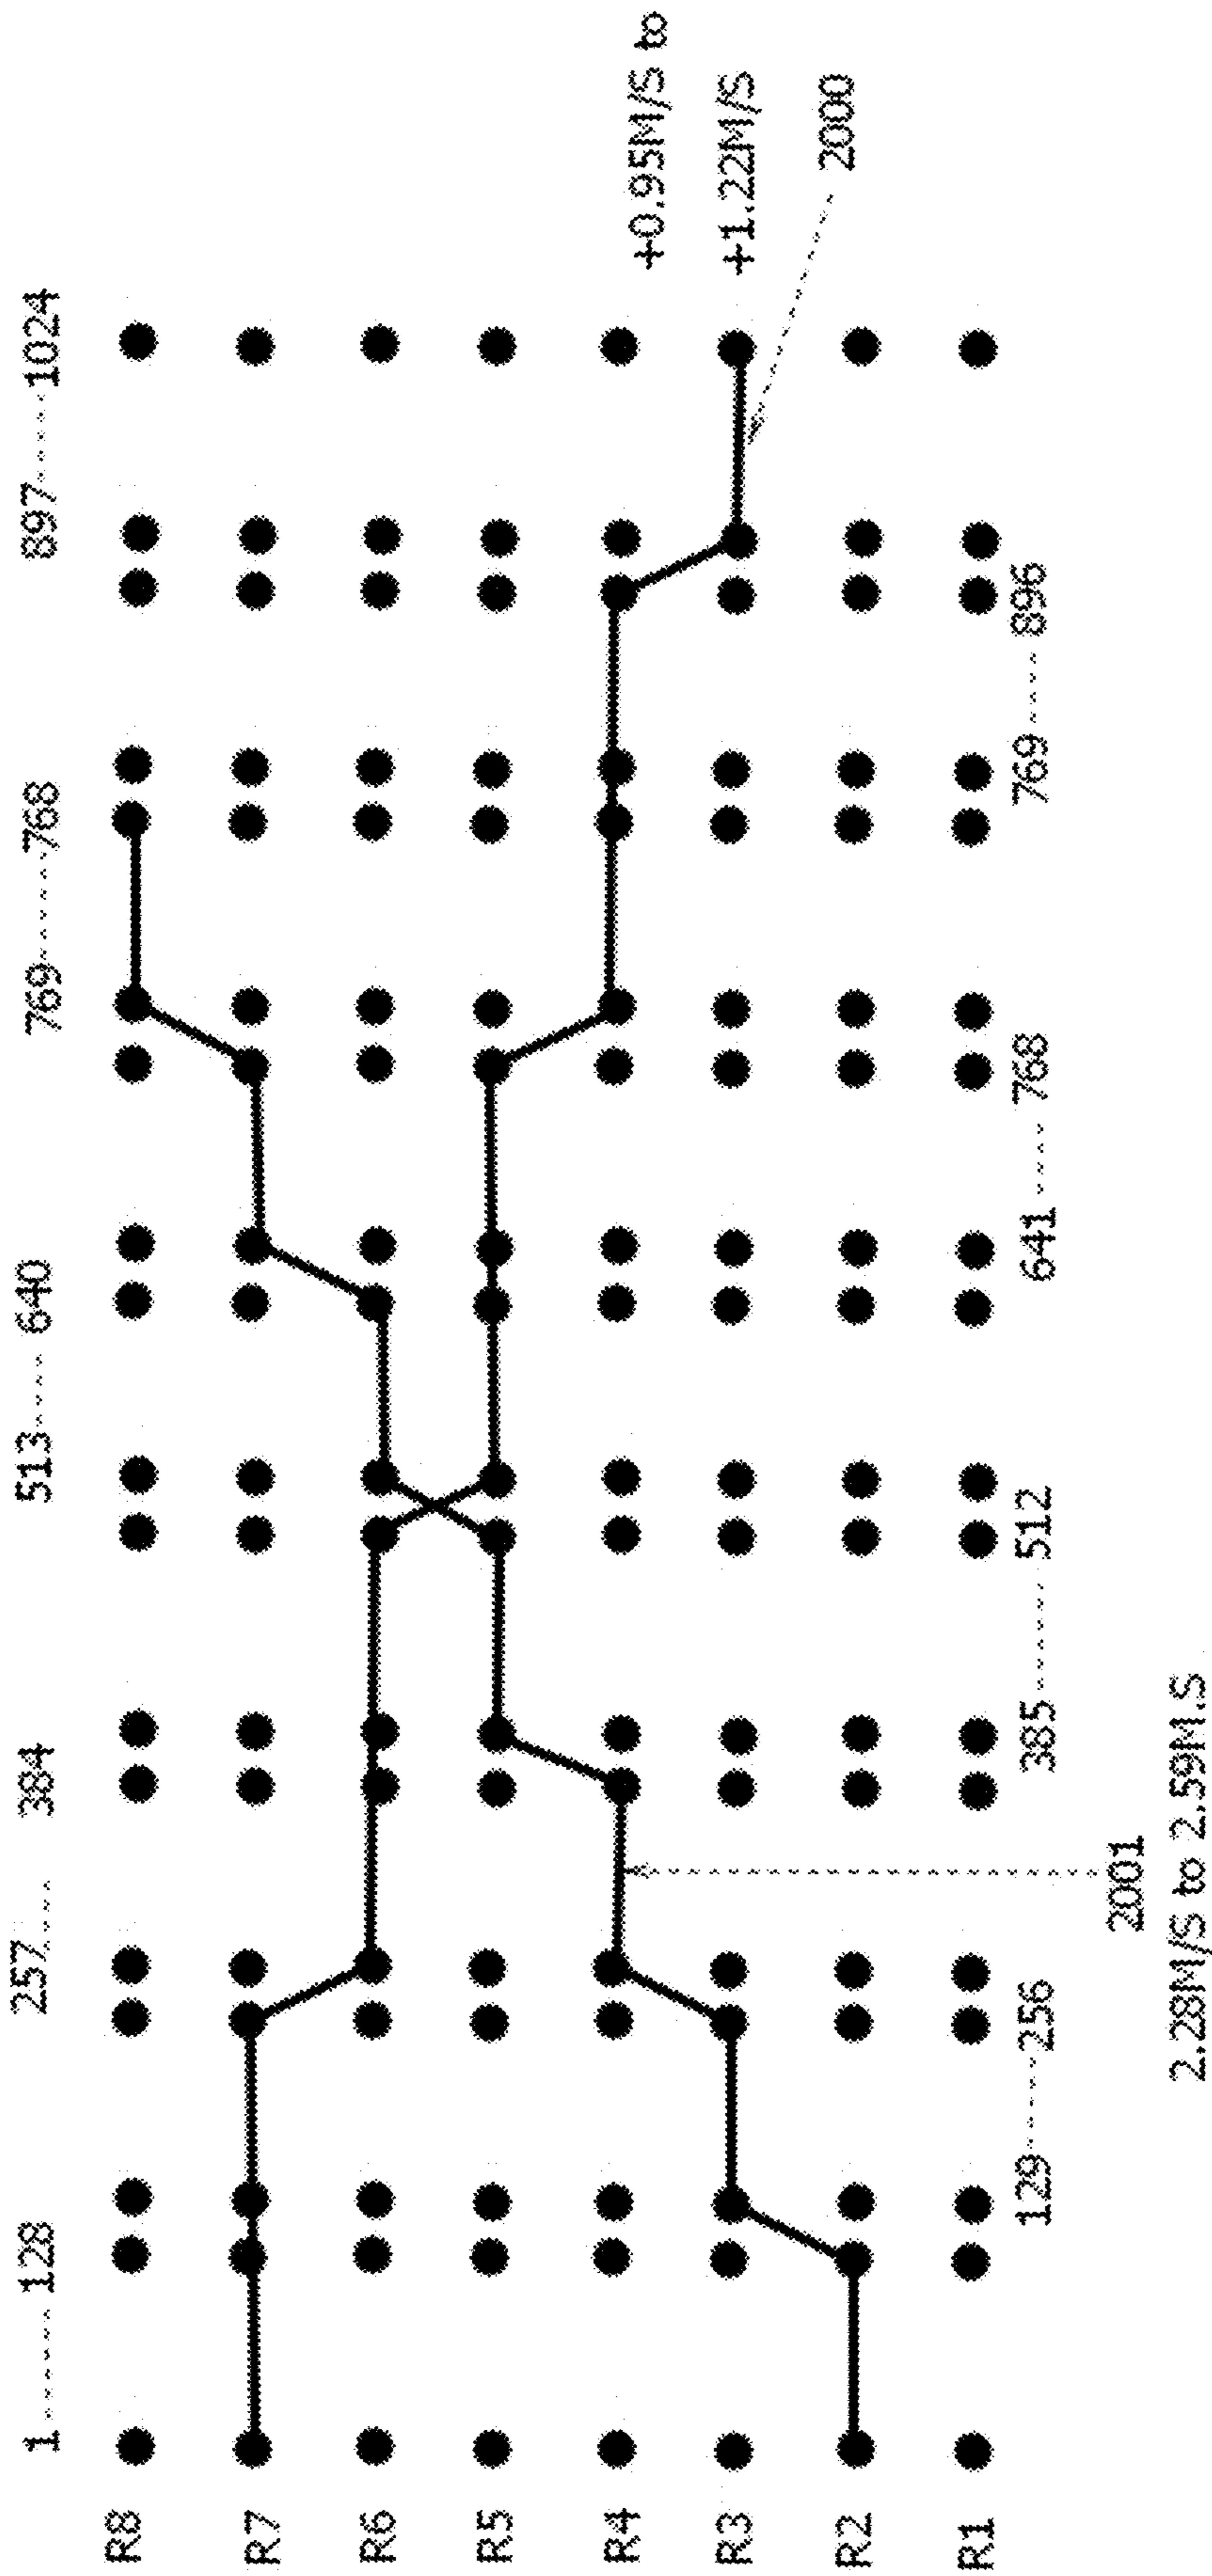 1......128 257.... 384 513.... 640 769......768 897.....1024
R8
R7
R6
R5
R4
R3
R2
R1
+0.95M/S to
+1.22M/S
2000
129.....256 385......512 641.....768 769.....896
2001
2.28M/S to 2.59M.S